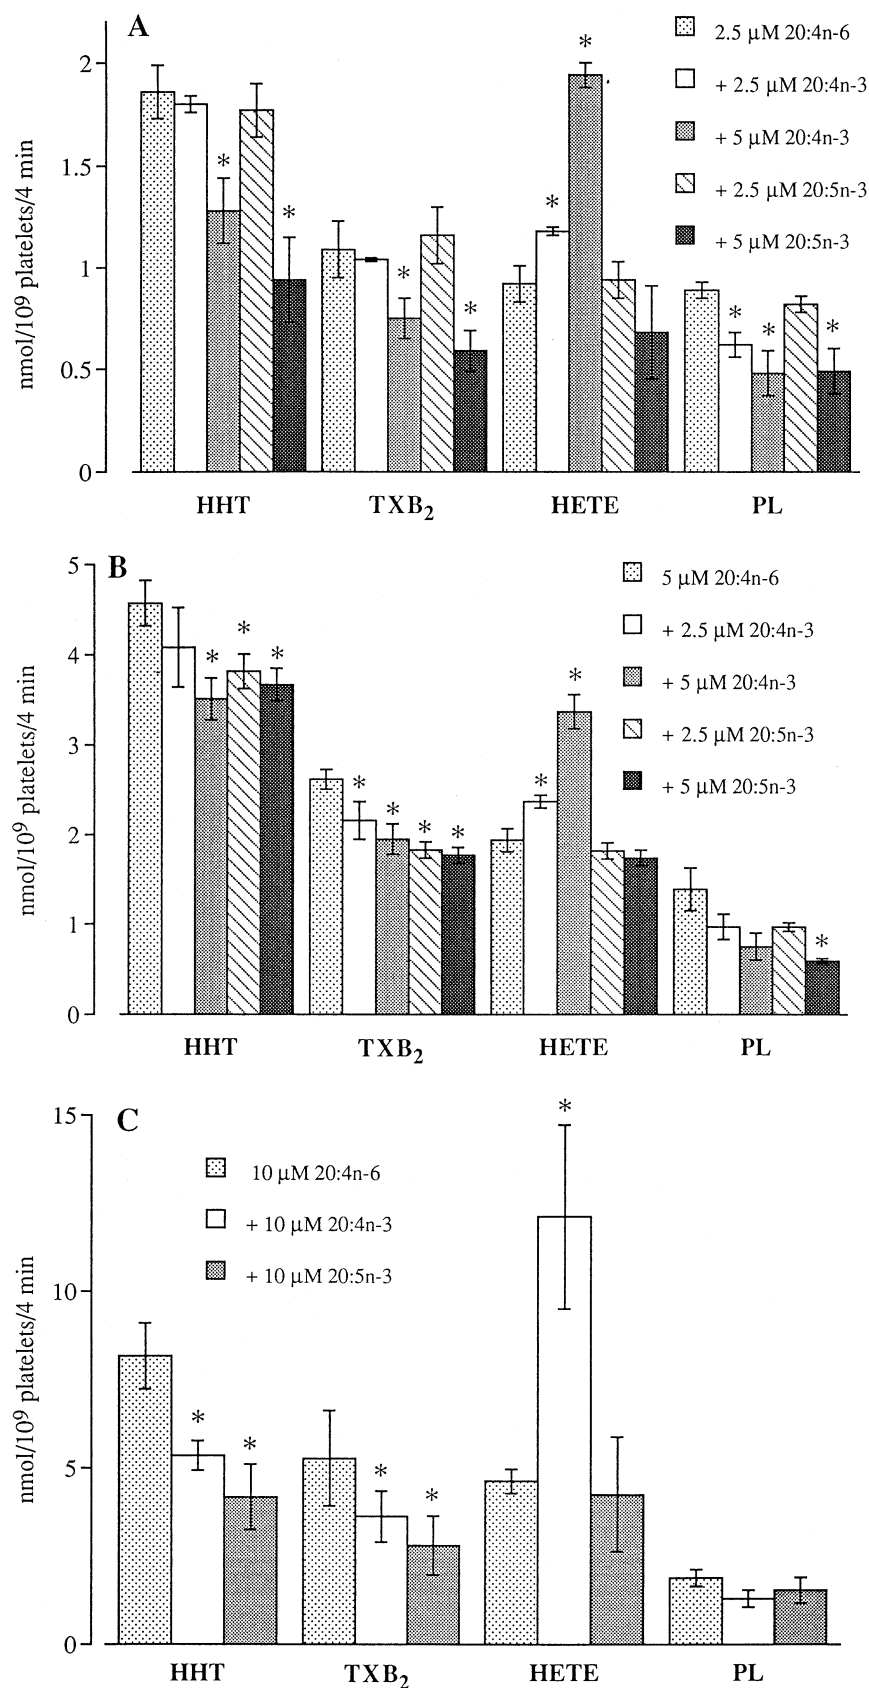 A
2.5 μM 20:4n-6
+ 2.5 μM 20:4n-3
+ 5 μM 20:4n-3
+ 2.5 μM 20:5n-3
+ 5 μM 20:5n-3
nmol/10⁹ platelets/4 min
2
1.5
1
0.5
0
* * * * * * * *
HHT TXB₂ HETE PL
B
5 μM 20:4n-6
+ 2.5 μM 20:4n-3
+ 5 μM 20:4n-3
+ 2.5 μM 20:5n-3
+ 5 μM 20:5n-3
nmol/10⁹ platelets/4 min
5
4
3
2
1
0
* * * * * * * * * *
HHT TXB₂ HETE PL
C
10 μM 20:4n-6
+ 10 μM 20:4n-3
+ 10 μM 20:5n-3
nmol/10⁹ platelets/4 min
15
10
5
0
* * * * *
HHT TXB₂ HETE PL